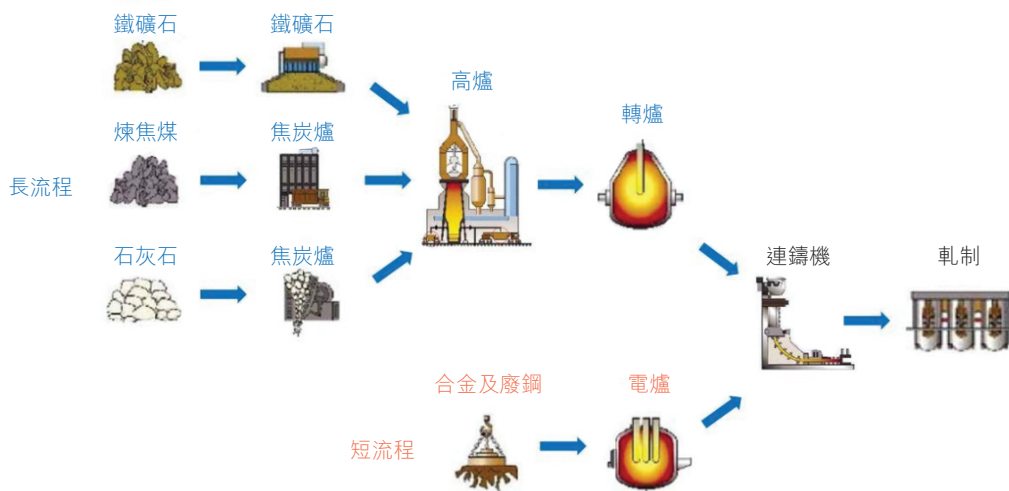 鐵礦石
鐵礦石
高爐
轉爐
煉焦煤
焦炭爐
長流程
石灰石
焦炭爐
連鑄機
軋制
合金及廢鋼
電爐
短流程